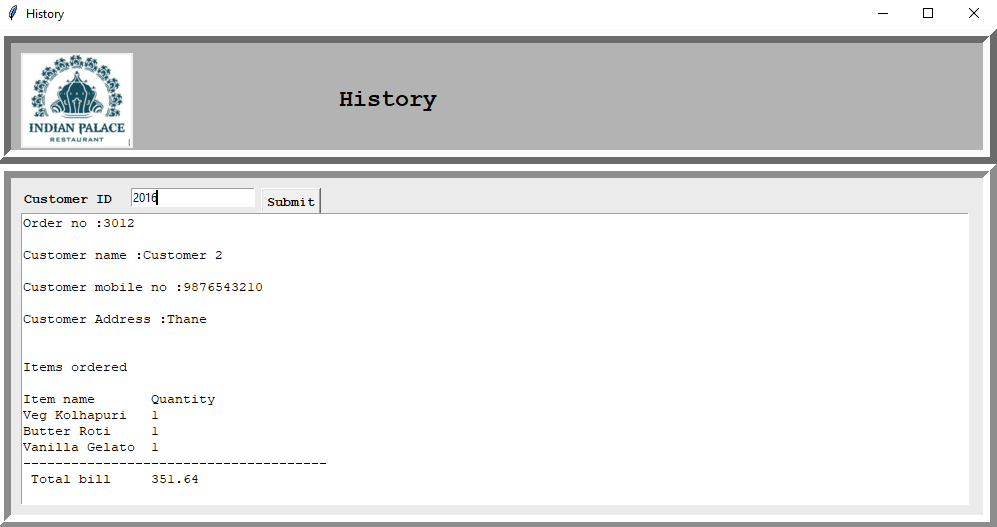 History
INDIAN PALACE
RESTAURANT
History
Customer ID 2016 Submit
Order no :3012
Customer name :Customer 2
Customer mobile no :9876543210
Customer Address :Thane
Items ordered
Item name Quantity
Veg Kolhapuri 1
Butter Roti 1
Vanilla Gelato 1
--------------------------------------
Total bill 351.64